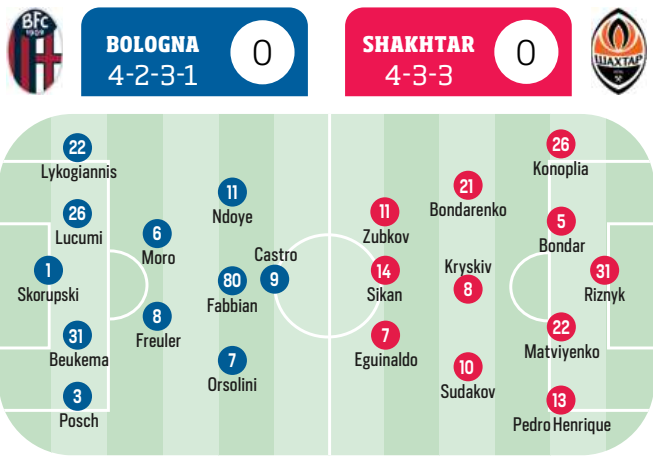 BFC
1909
BOLOGNA
4-2-3-1
0
SHAKHTAR
4-3-3
0
ШАХТАР
22
Lykogiannis
26
Lucumi
1
Skorupski
31
Beukema
3
Posch
6
Moro
8
Freuler
11
Ndoye
80
Fabbian
7
Orsolini
Castro
9
11
Zubkov
14
Sikan
7
Eguinaldo
21
Bondarenko
Kryskiv
8
10
Sudakov
26
Konoplia
5
Bondar
31
Riznyk
22
Matviyenko
13
Pedro Henrique